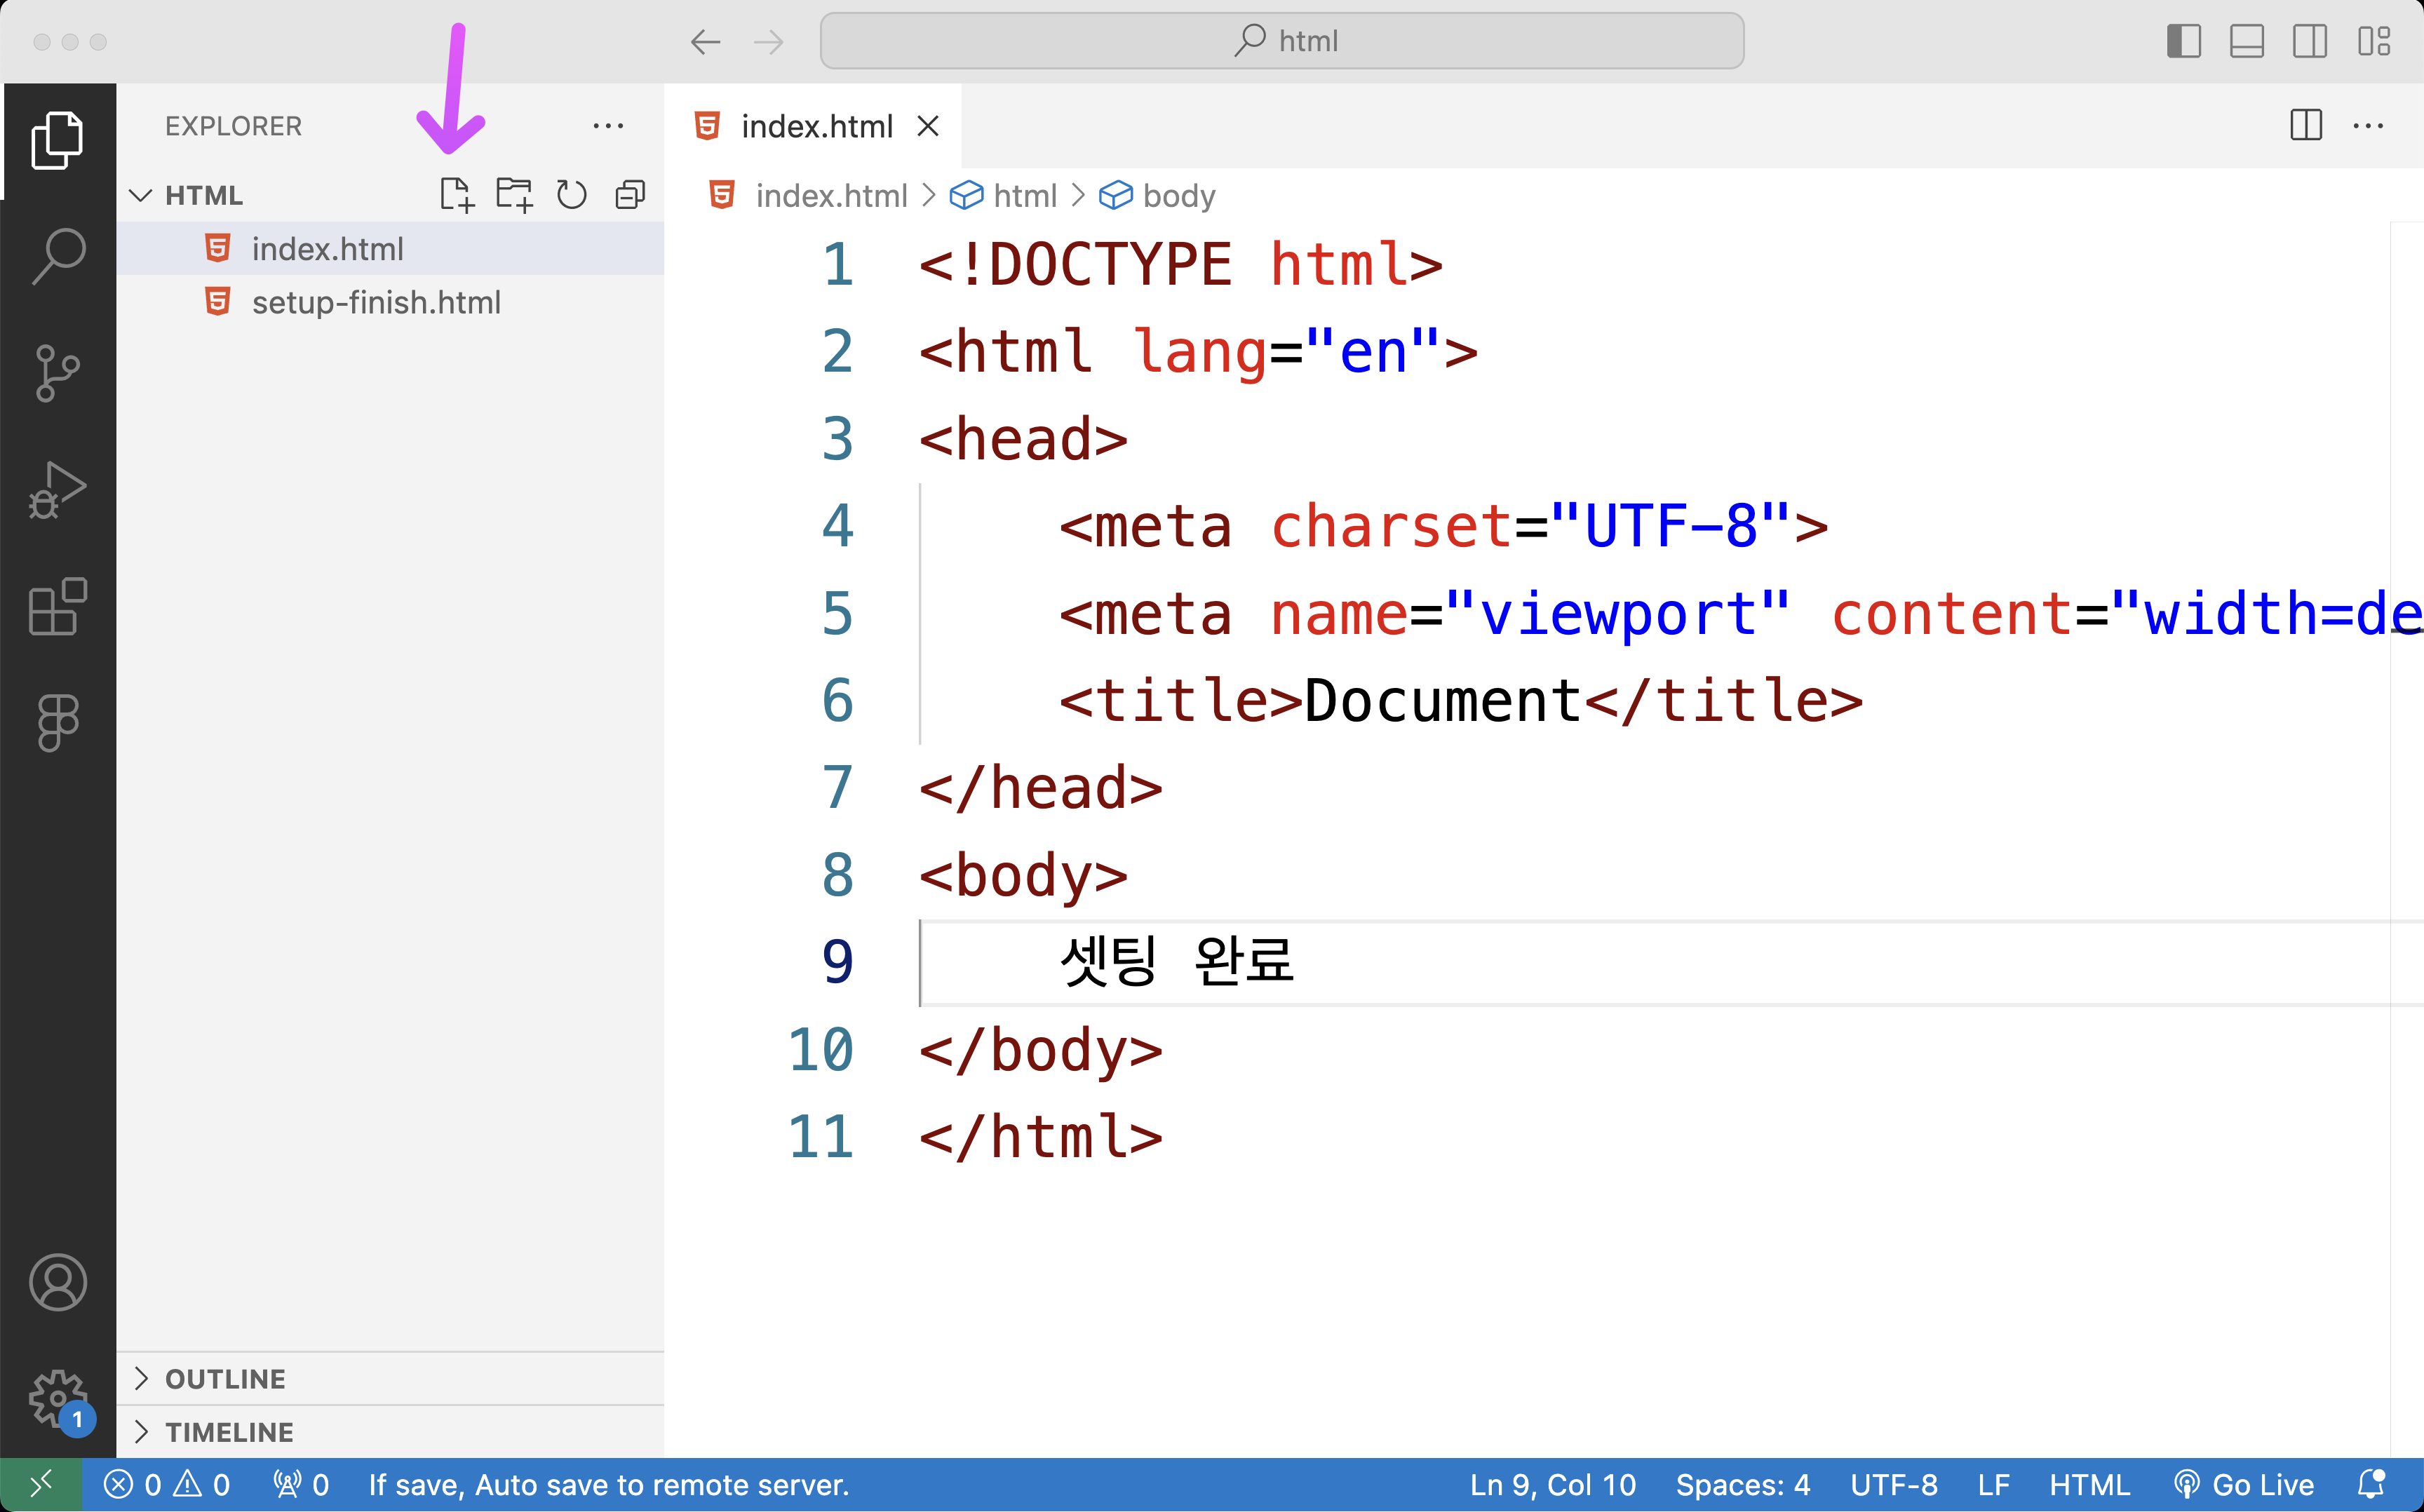 html
EXPLORER
index.html
HTML
index.html > html > body
index.html
setup-finish.html
1 <!DOCTYPE html>
2 <html lang="en">
3 <head>
4 <meta charset="UTF-8">
5 <meta name="viewport" content="width=de
6 <title>Document</title>
7 </head>
8 <body>
9 셋팅 완료
10 </body>
11 </html>
OUTLINE
TIMELINE
1
0 0 0 If save, Auto save to remote server. Ln 9, Col 10 Spaces: 4 UTF-8 LF HTML Go Live